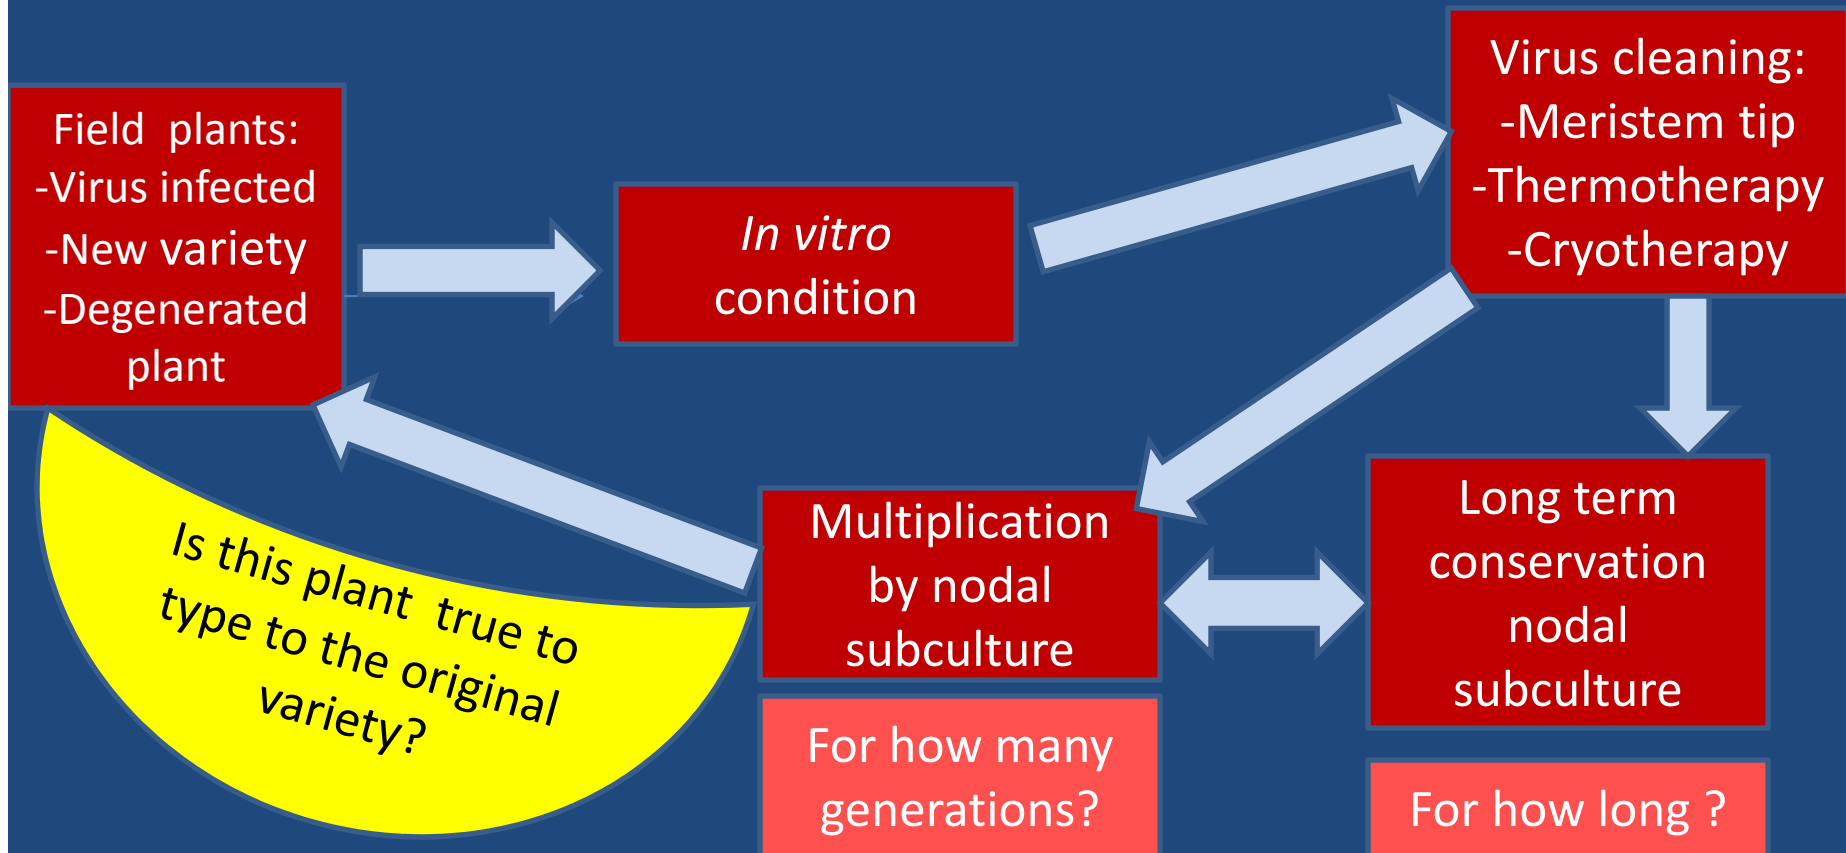 Field plants:
-Virus infected
-New variety
-Degenerated
plant
In vitro
condition
Virus cleaning:
-Meristem tip
-Thermotherapy
-Cryotherapy
Is this plant true to
type to the original
variety?
Multiplication
by nodal
subculture
For how many
generations?
Long term
conservation
nodal
subculture
For how long ?